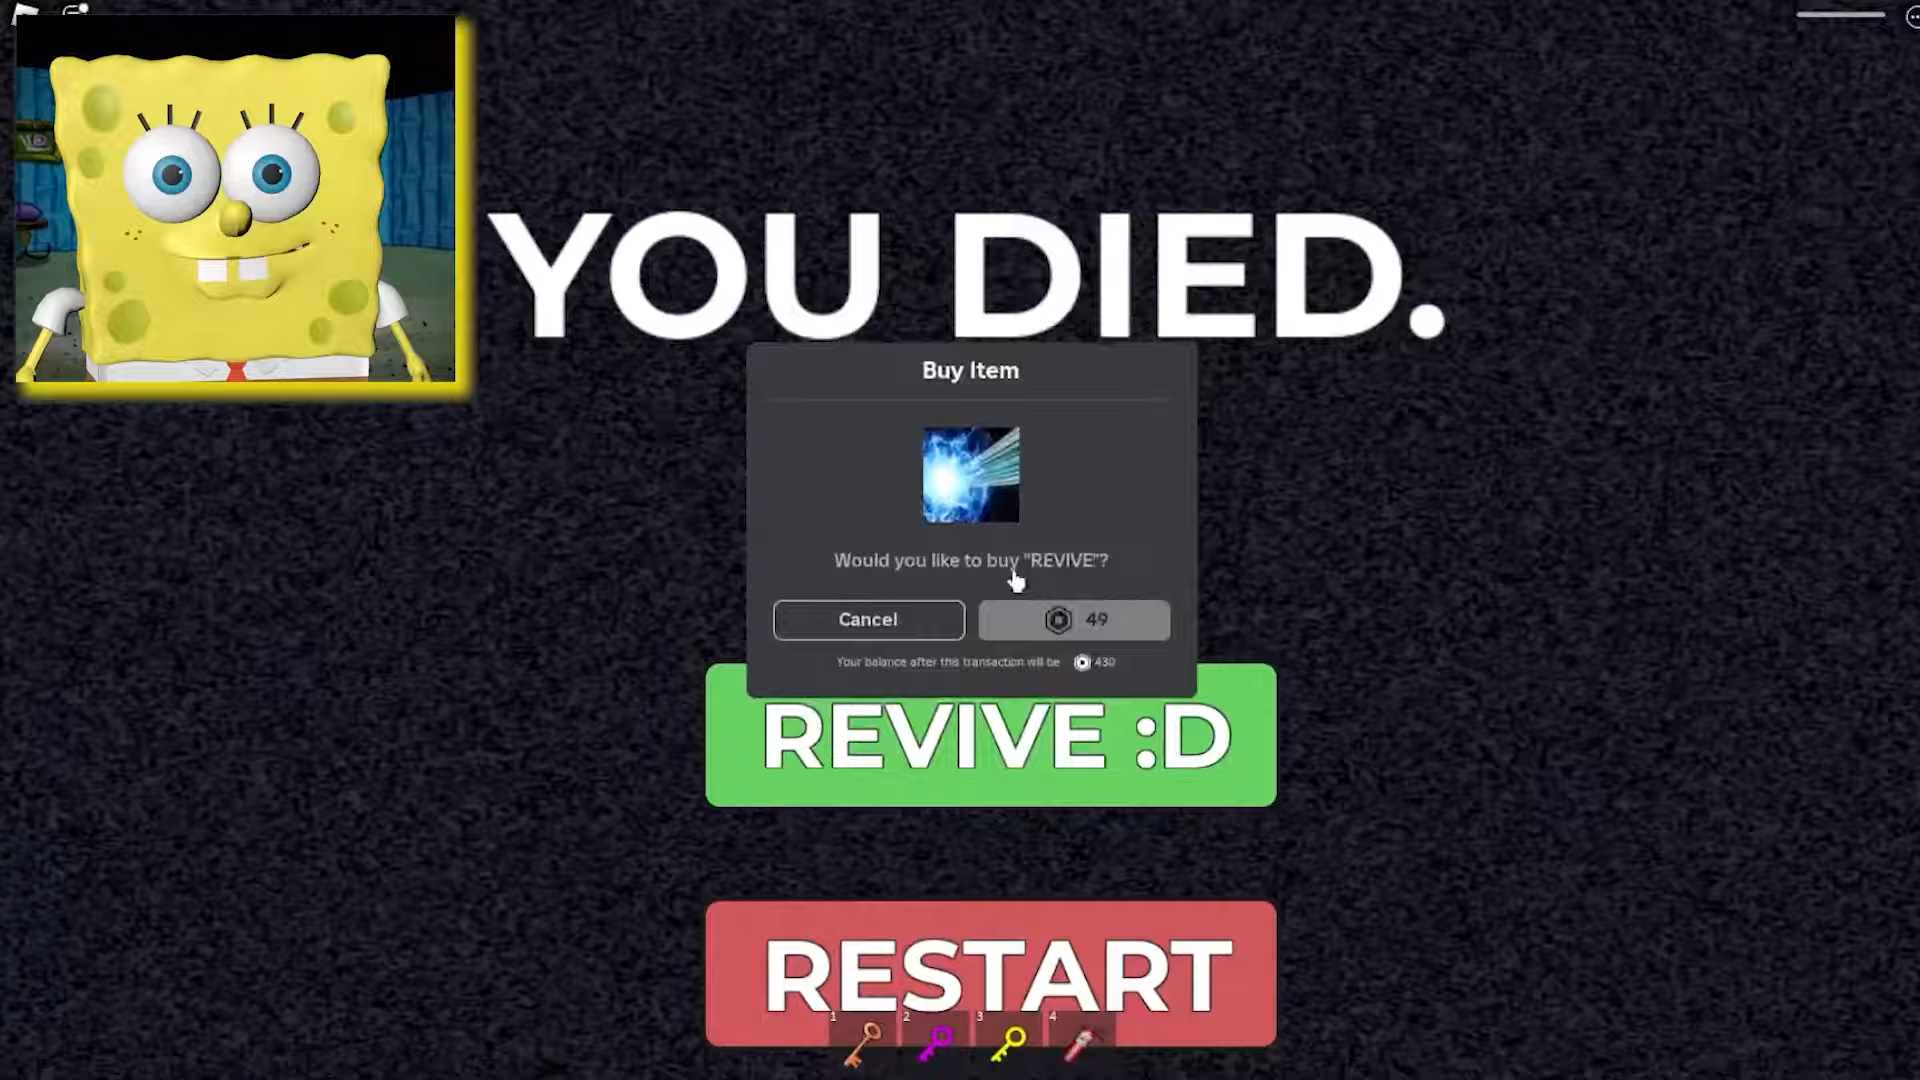 YOU DIED.
Buy Item
Would you like to buy "REVIVE"?
Cancel
49
Your balance after this transaction will be 430
REVIVE :D
RESTART
1 2 3 4